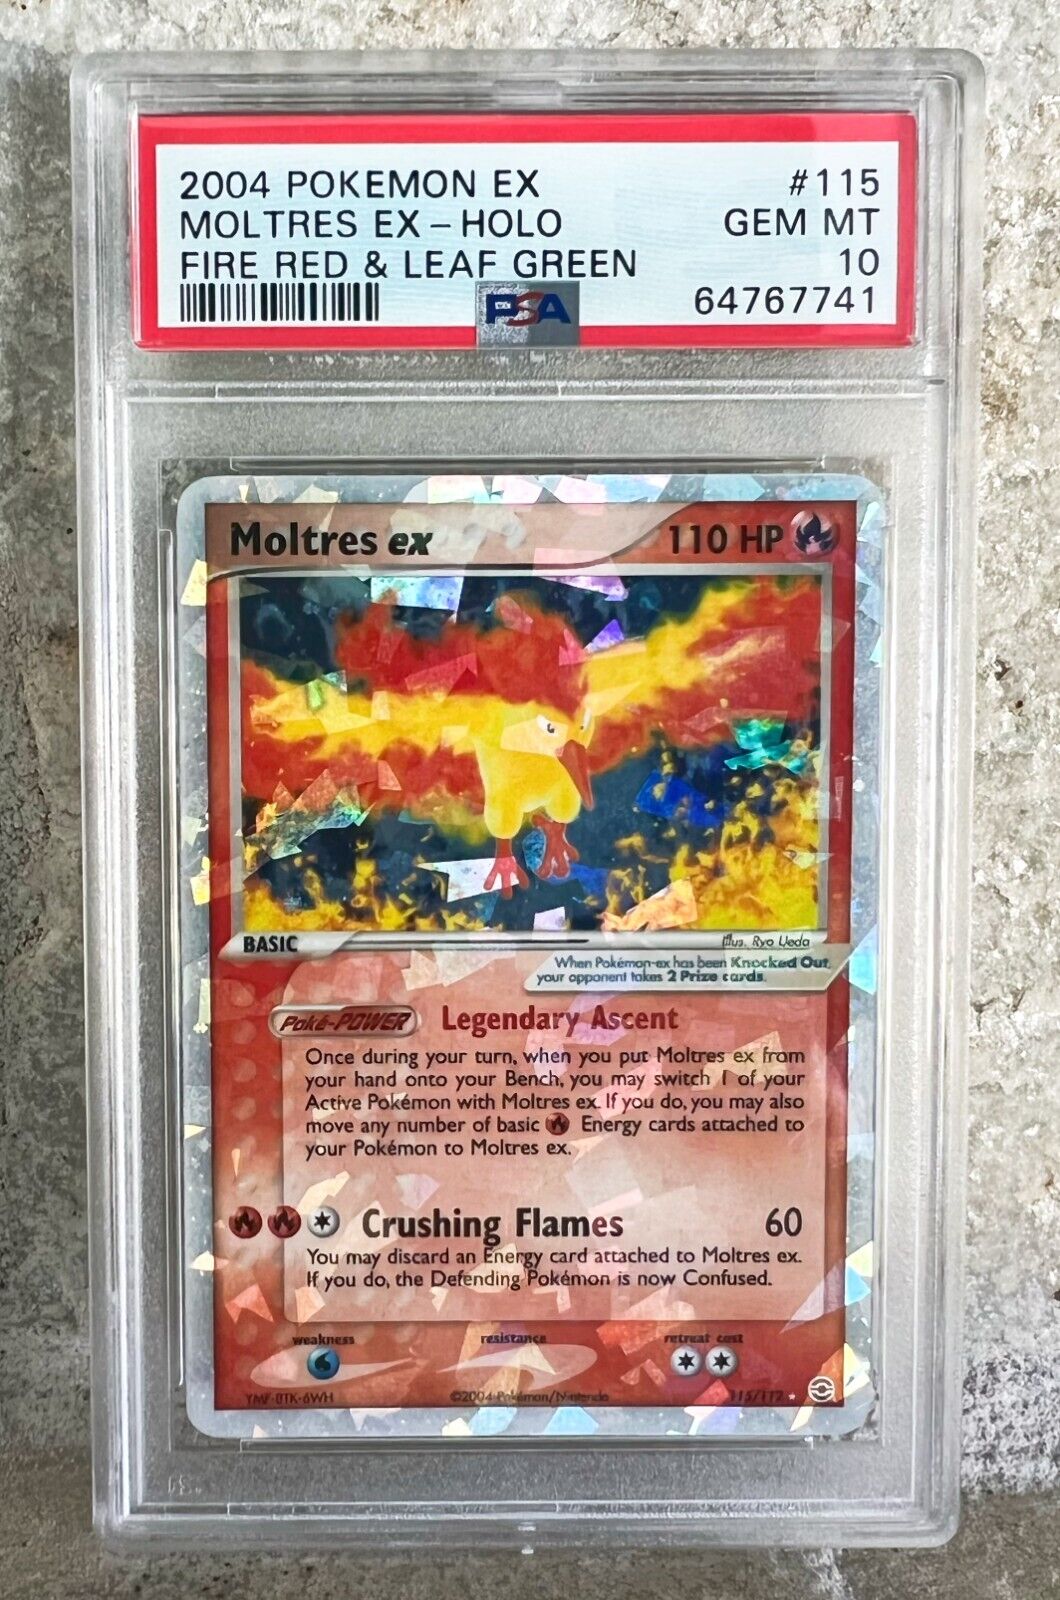 2004 POKEMON EX #115
MOLTRES EX - HOLO GEM MT
FIRE RED & LEAF GREEN 10
PSA 64767741
Moltres ex 110 HP
BASIC
Illus. Ryo Ueda
When Pokémon-ex has been Knocked Out,
your opponent takes 2 Prize cards.
Poké-POWER Legendary Ascent
Once during your turn, when you put Moltres ex from
your hand onto your Bench, you may switch 1 of your
Active Pokémon with Moltres ex. If you do, you may also
move any number of basic Energy cards attached to
your Pokémon to Moltres ex.
Crushing Flames 60
You may discard an Energy card attached to Moltres ex.
If you do, the Defending Pokémon is now Confused.
weakness resistance retreat cost
YMF-0TK-6WH ©2004 Pokémon/Nintendo 115/112